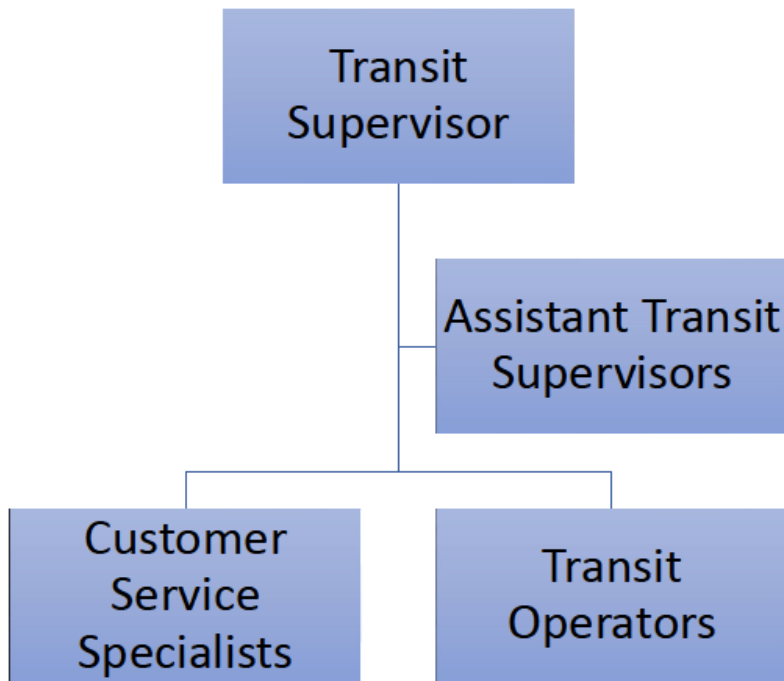 Transit
Supervisor
Assistant Transit
Supervisors
Customer
Service
Specialists
Transit
Operators